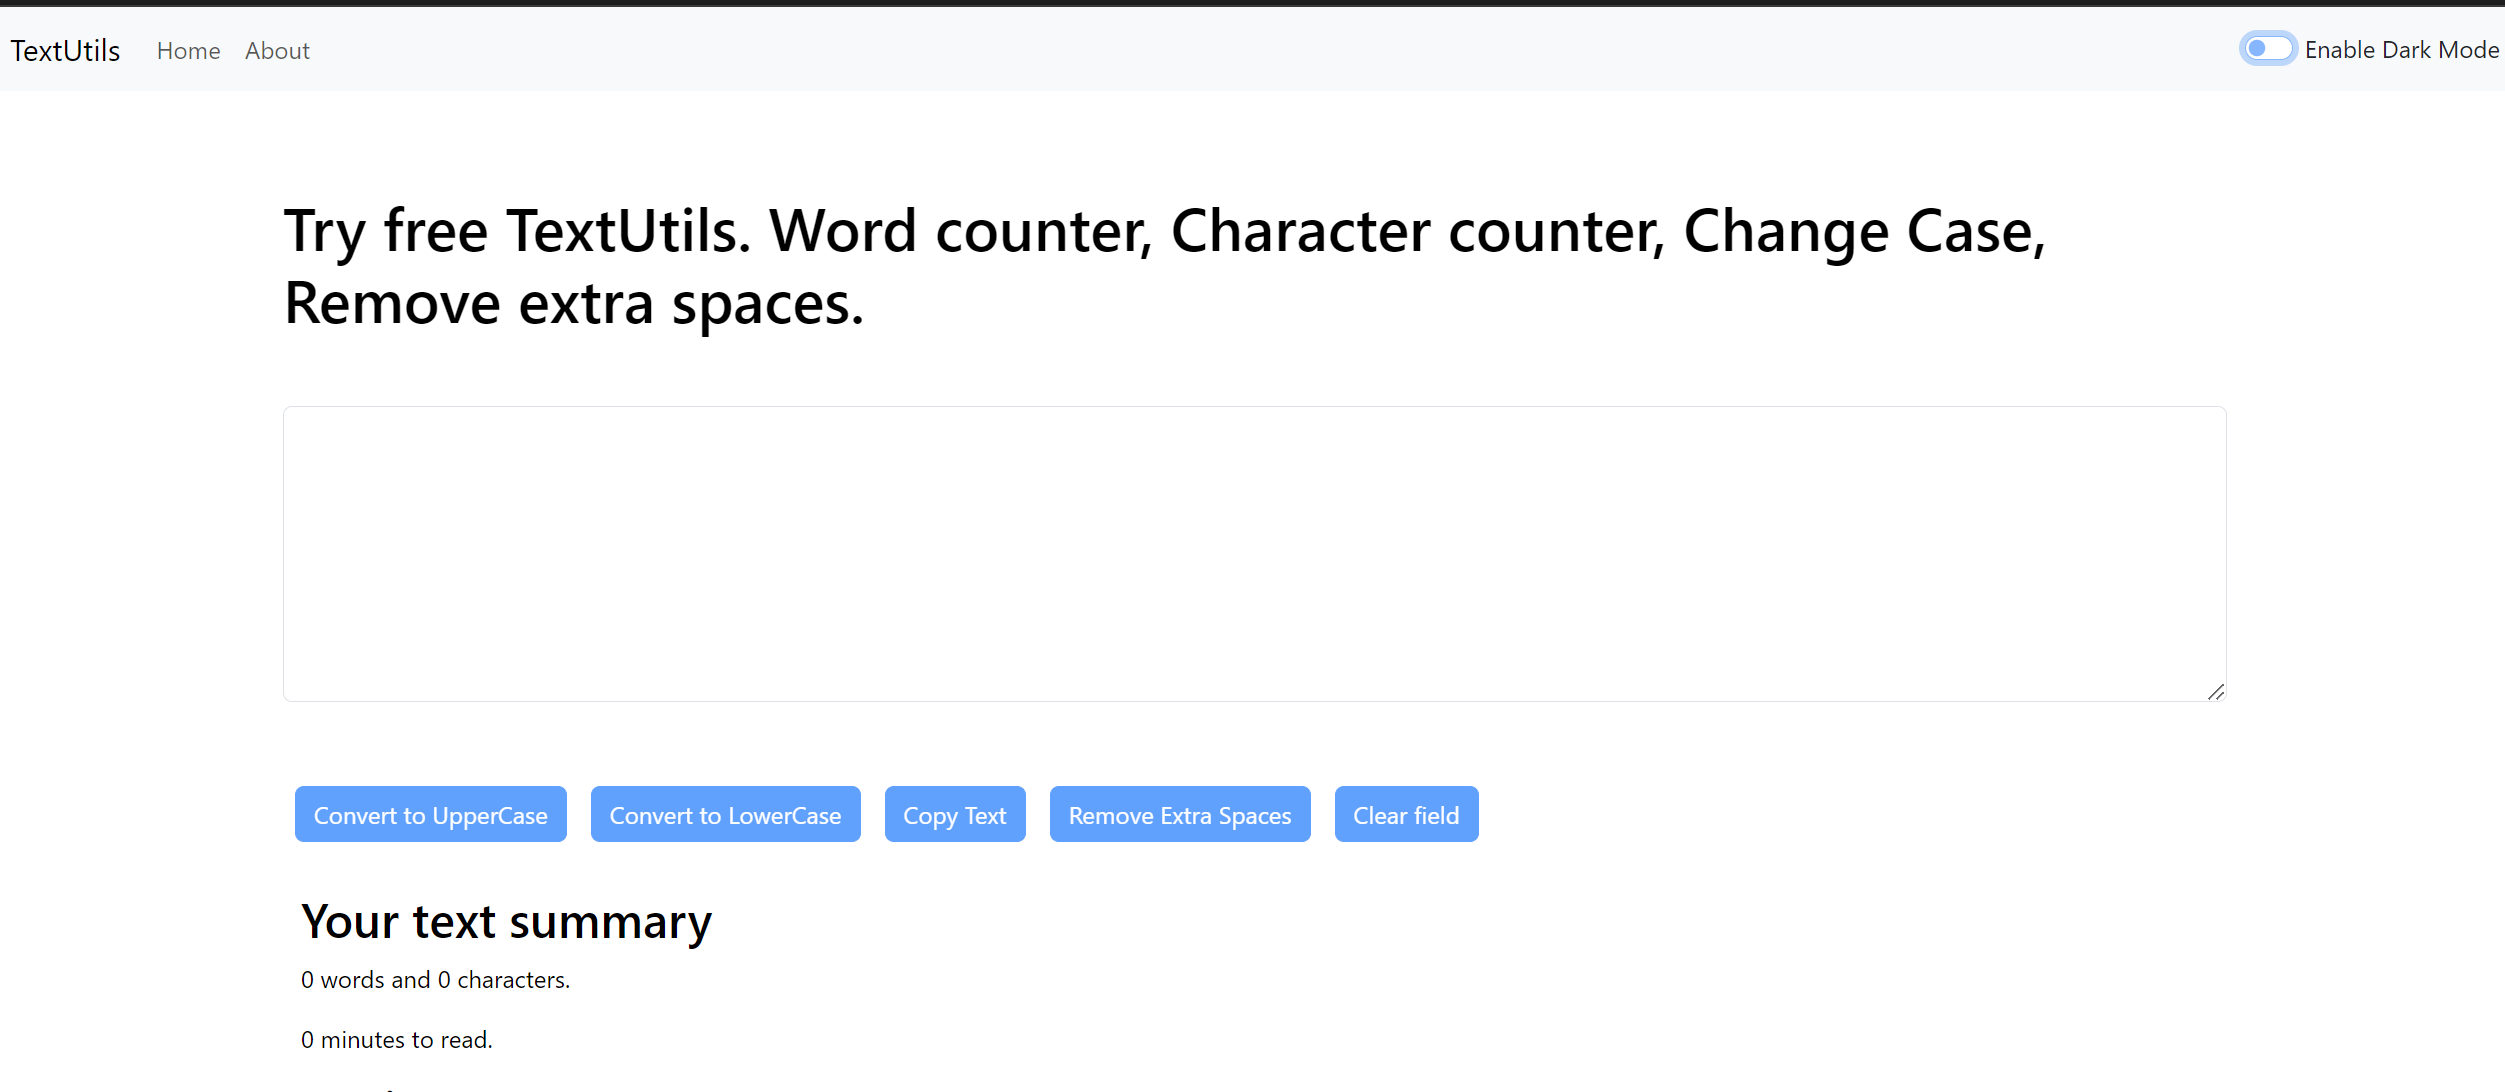 TextUtils Home About Enable Dark Mode
Try free TextUtils. Word counter, Character counter, Change Case,
Remove extra spaces.
Convert to UpperCase Convert to LowerCase Copy Text Remove Extra Spaces Clear field
Your text summary
0 words and 0 characters.
0 minutes to read.